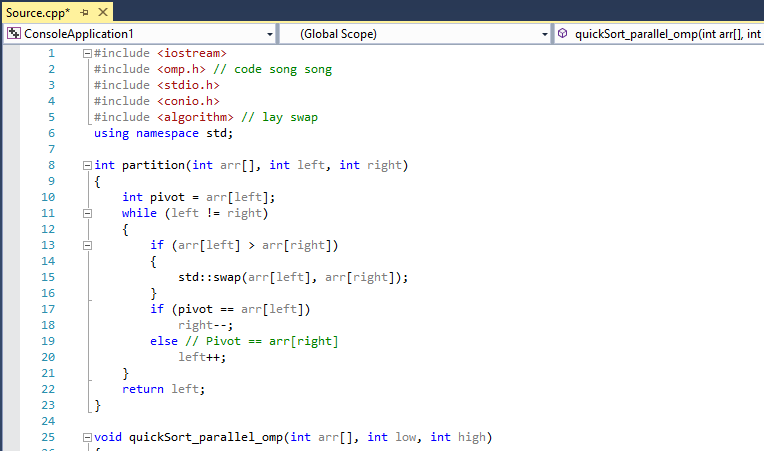 Source.cpp*
ConsoleApplication1 (Global Scope) quickSort_parallel_omp(int arr[], int
1 #include <iostream>
2 #include <omp.h> // code song song
3 #include <stdio.h>
4 #include <conio.h>
5 #include <algorithm> // lay swap
6 using namespace std;
7
8 int partition(int arr[], int left, int right)
9 {
10 int pivot = arr[left];
11 while (left != right)
12 {
13 if (arr[left] > arr[right])
14 {
15 std::swap(arr[left], arr[right]);
16 }
17 if (pivot == arr[left])
18 right--;
19 else // Pivot == arr[right]
20 left++;
21 }
22 return left;
23 }
24
25 void quickSort_parallel_omp(int arr[], int low, int high)